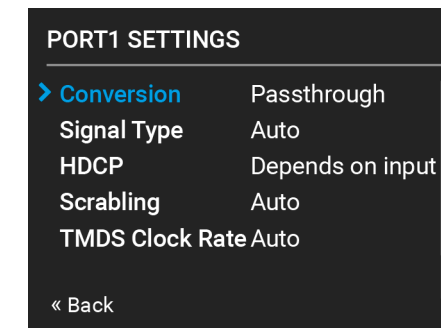 PORT1 SETTINGS
Conversion Passthrough
Signal Type Auto
HDCP Depends on input
Scrabling Auto
TMDS Clock Rate Auto
« Back